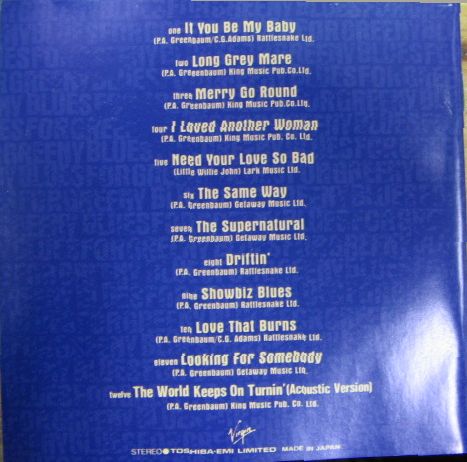 one If You Be My Baby
(P.A. Greenbaum/C.G.Adams) Rattlesnake Ltd.
two Long Grey Mare
(P.A. Greenbaum) King Music Pub.Co.Ltd.
three Merry Go Round
(P.A. Greenbaum) King Music Pub.Co.Ltd.
four I Loved Another Woman
(P.A. Greenbaum) King Music Pub. Co.Ltd.
five Need Your Love So Bad
(Little Willie John) Lark Music Ltd.
six The Same Way
(P.A. Greenbaum) Getaway Music Ltd.
seven The Supernatural
(P.A. Greenbaum) Getaway Music Ltd.
eight Driftin'
(P.A. Greenbaum) Rattlesnake Ltd.
nine Showbiz Blues
(P.A. Greenbaum) Rattlesnake Ltd.
ten Love That Burns
(P.A. Greenbaum/C.G. Adams) Rattlesnake Ltd.
eleven Looking For Somebody
(P.A. Greenbaum) Getaway Music Ltd.
twelve The World Keeps On Turnin' (Acoustic Version)
(P.A. Greenbaum) King Music Pub. Co. Ltd.
Virgin
STEREO TOSHIBA-EMI LIMITED MADE IN JAPAN